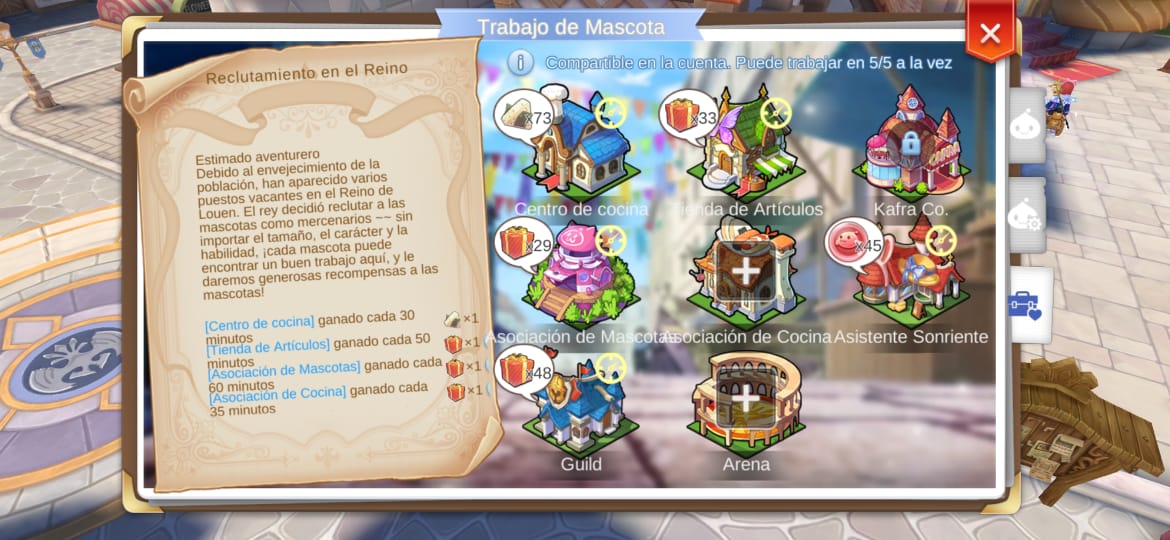 Trabajo de Mascota
Reclutamiento en el Reino
Estimado aventurero
Debido al envejecimiento de la
población, han aparecido varios
puestos vacantes en el Reino de
Louen. El rey decidió reclutar a las
mascotas como mercenarios ~~ sin
importar el tamaño, el carácter y la
habilidad, ¡cada mascota puede
encontrar un buen trabajo aquí, y le
daremos generosas recompensas a las
mascotas!
[Centro de cocina] ganado cada 30
minutos
×1
[Tienda de Artículos] ganado cada 50
minutos
×1
[Asociación de Mascotas] ganado cada
60 minutos
×1
[Asociación de Cocina] ganado cada
35 minutos
×1
Compartible en la cuenta. Puede trabajar en 5/5 a la vez
x73
x33
Centro de cocina
Tienda de Artículos
Kafra Co.
x29
x45
Asociación de Mascotas
Asociación de Cocina
Asistente Sonriente
x48
Guild
Arena